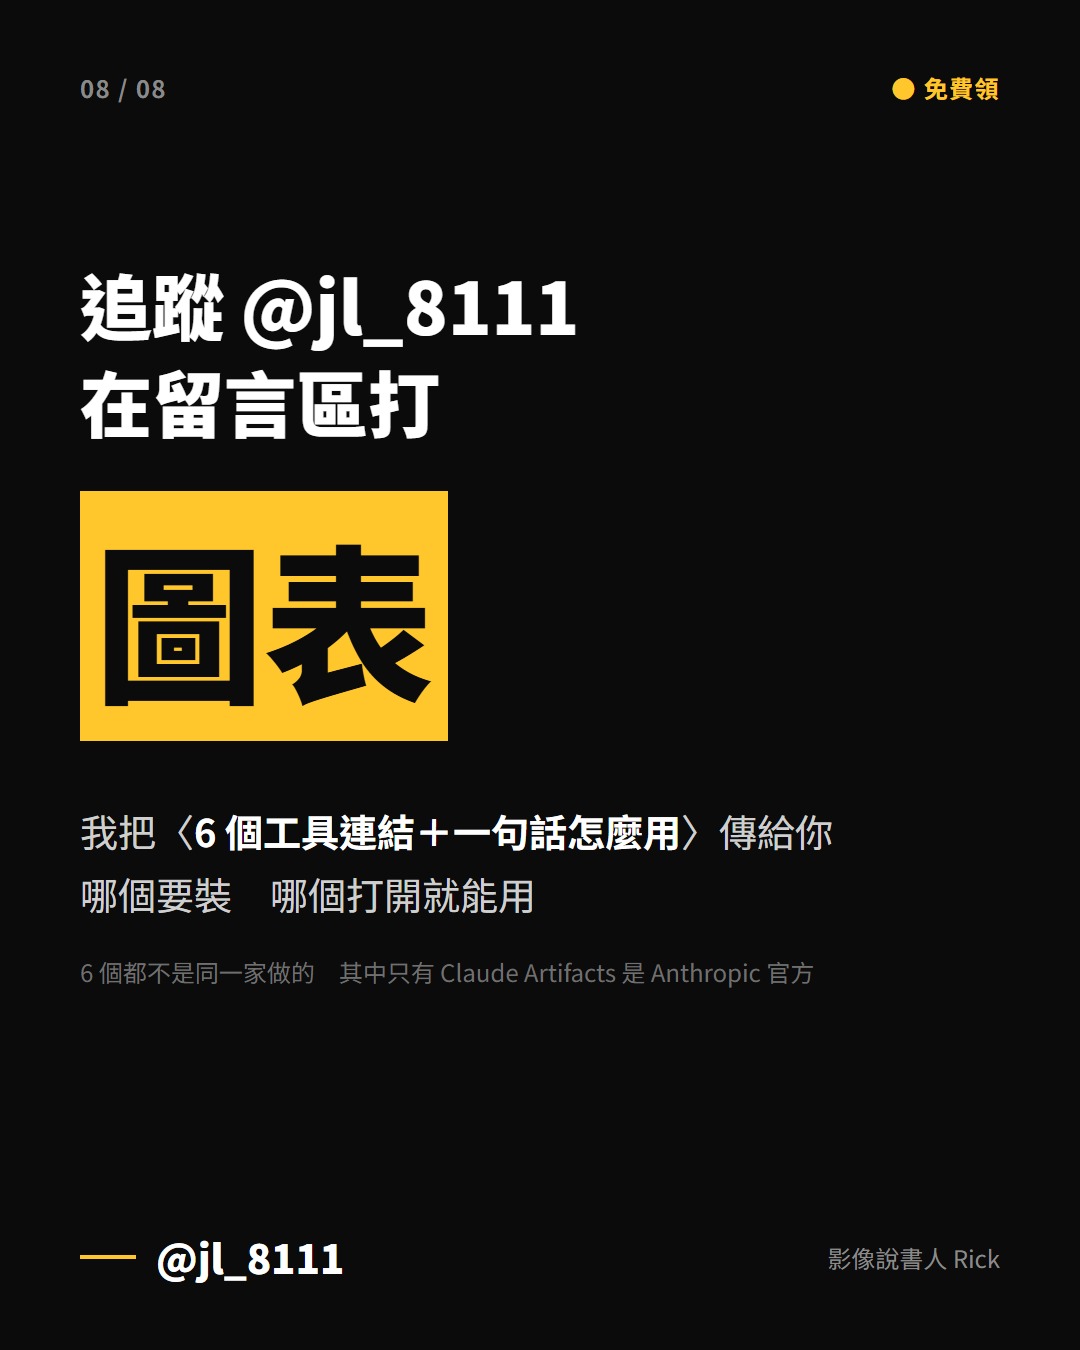 08 / 08
免費領
追蹤 @jl_8111
在留言區打
圖表
我把〈6 個工具連結＋一句話怎麼用〉傳給你
哪個要裝　哪個打開就能用
6 個都不是同一家做的　其中只有 Claude Artifacts 是 Anthropic 官方
@jl_8111
影像說書人 Rick